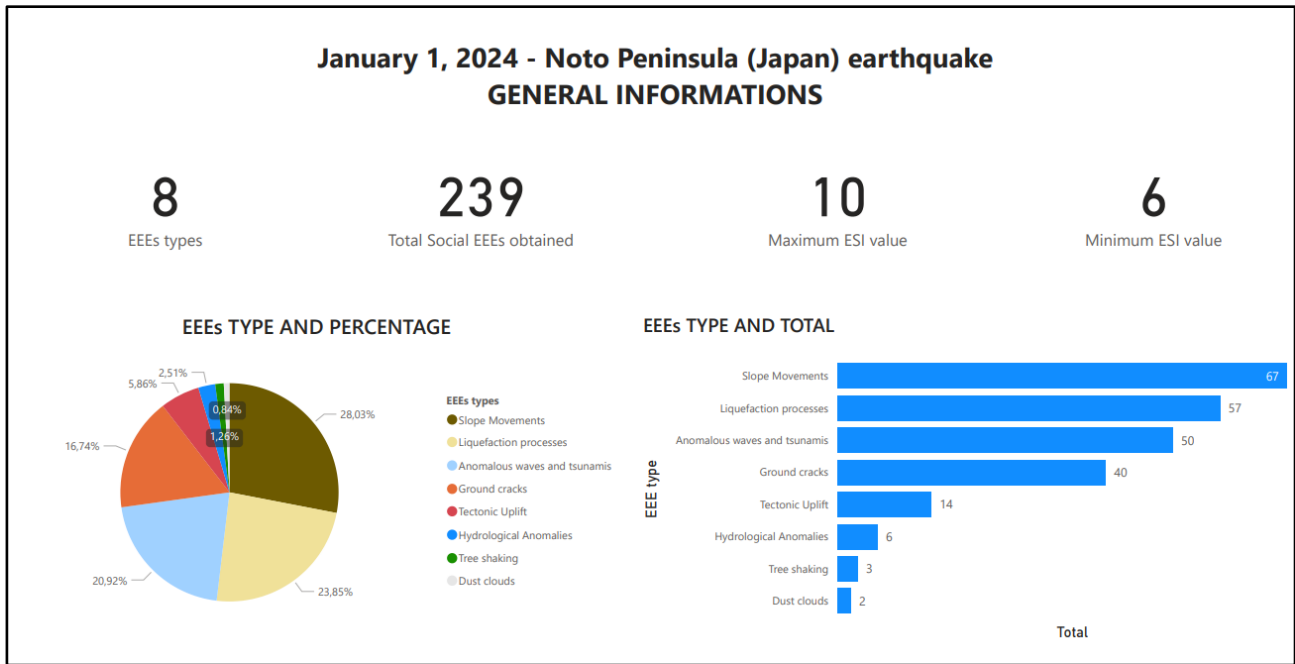 January 1, 2024 - Noto Peninsula (Japan) earthquake
GENERAL INFORMATIONS
8
EEEs types
239
Total Social EEEs obtained
10
Maximum ESI value
6
Minimum ESI value
EEEs TYPE AND PERCENTAGE
2,51%
5,86%
0,84%
28,03%
1,26%
16,74%
20,92%
23,85%
EEEs types
Slope Movements
Liquefaction processes
Anomalous waves and tsunamis
Ground cracks
Tectonic Uplift
Hydrological Anomalies
Tree shaking
Dust clouds
EEEs TYPE AND TOTAL
EEE type
Slope Movements 67
Liquefaction processes 57
Anomalous waves and tsunamis 50
Ground cracks 40
Tectonic Uplift 14
Hydrological Anomalies 6
Tree shaking 3
Dust clouds 2
Total